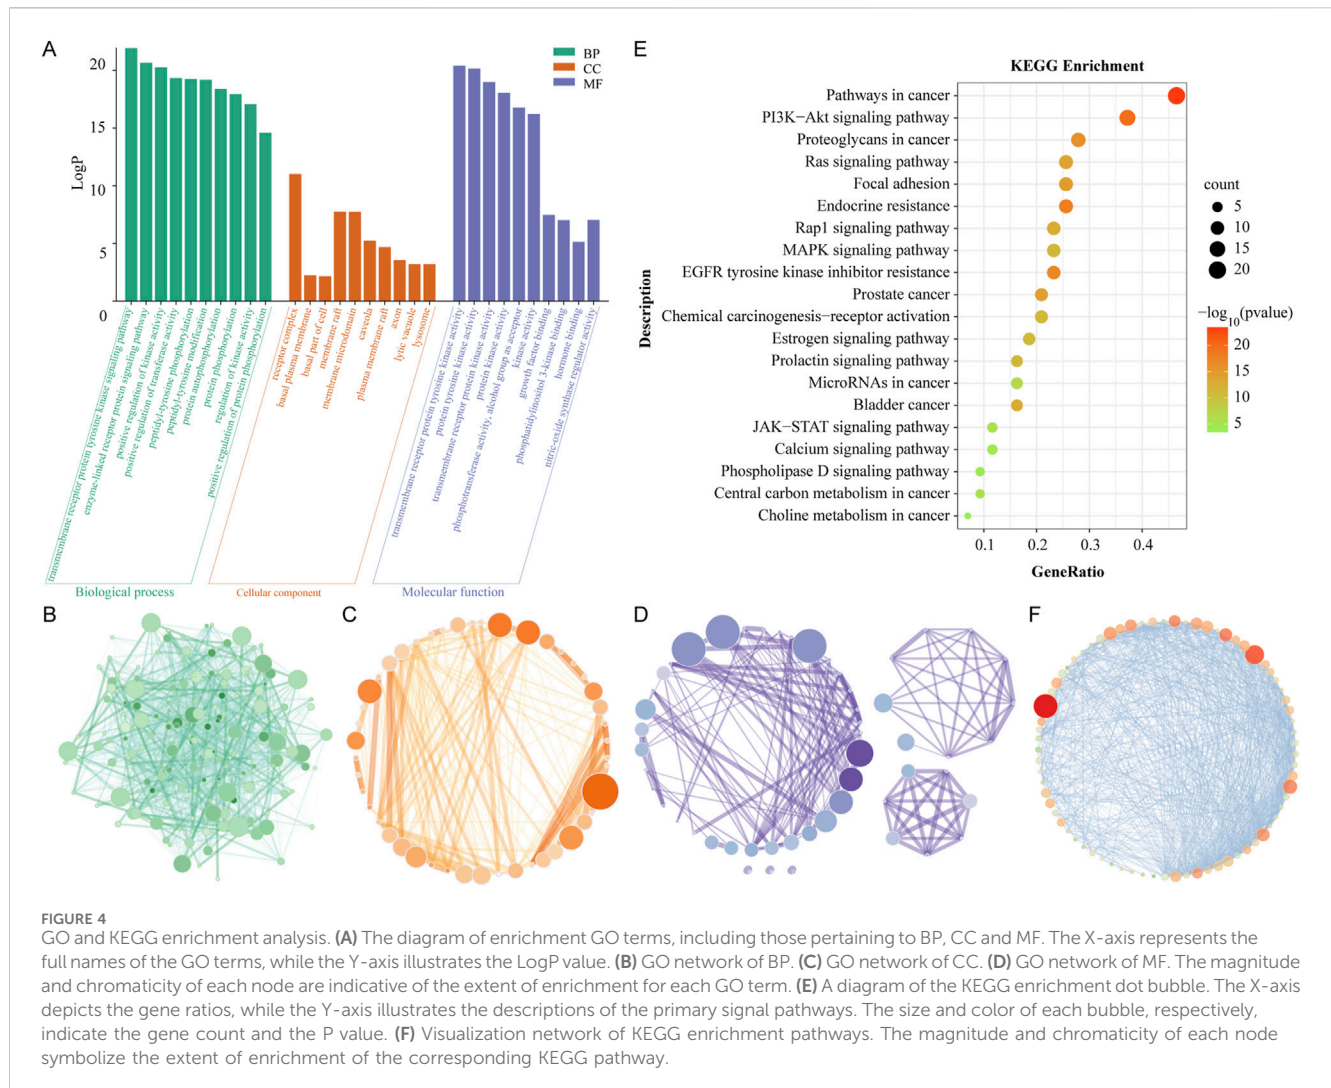 A
BP
CC
MF
LogP
20
15
10
5
0
transmembrane receptor protein tyrosine kinase signaling pathway
enzyme-linked receptor protein signaling pathway
positive regulation of kinase activity
positive regulation of transferase activity
peptidyl-tyrosine phosphorylation
peptidyl-tyrosine modification
protein autophosphorylation
protein phosphorylation
regulation of kinase activity
positive regulation of protein phosphorylation
receptor complex
basal plasma membrane
basal part of cell
membrane raft
membrane microdomain
caveola
plasma membrane raft
axon
lytic vacuole
lysosome
transmembrane receptor protein tyrosine kinase activity
protein tyrosine kinase activity
transmembrane receptor protein kinase activity
protein kinase activity
phosphotransferase activity, alcohol group as acceptor
kinase activity
growth factor binding
phosphatidylinositol 3-kinase binding
hormone binding
nitric-oxide synthase regulator activity
Biological process
Cellular component
Molecular function
E
KEGG Enrichment
Description
Pathways in cancer
PI3K−Akt signaling pathway
Proteoglycans in cancer
Ras signaling pathway
Focal adhesion
Endocrine resistance
Rap1 signaling pathway
MAPK signaling pathway
EGFR tyrosine kinase inhibitor resistance
Prostate cancer
Chemical carcinogenesis−receptor activation
Estrogen signaling pathway
Prolactin signaling pathway
MicroRNAs in cancer
Bladder cancer
JAK−STAT signaling pathway
Calcium signaling pathway
Phospholipase D signaling pathway
Central carbon metabolism in cancer
Choline metabolism in cancer
0.1 0.2 0.3 0.4
GeneRatio
count
5
10
15
20
−log10(pvalue)
20
15
10
5
B
C
D
F
FIGURE 4
GO and KEGG enrichment analysis. (A) The diagram of enrichment GO terms, including those pertaining to BP, CC and MF. The X-axis represents the
full names of the GO terms, while the Y-axis illustrates the LogP value. (B) GO network of BP. (C) GO network of CC. (D) GO network of MF. The magnitude
and chromaticity of each node are indicative of the extent of enrichment for each GO term. (E) A diagram of the KEGG enrichment dot bubble. The X-axis
depicts the gene ratios, while the Y-axis illustrates the descriptions of the primary signal pathways. The size and color of each bubble, respectively,
indicate the gene count and the P value. (F) Visualization network of KEGG enrichment pathways. The magnitude and chromaticity of each node
symbolize the extent of enrichment of the corresponding KEGG pathway.